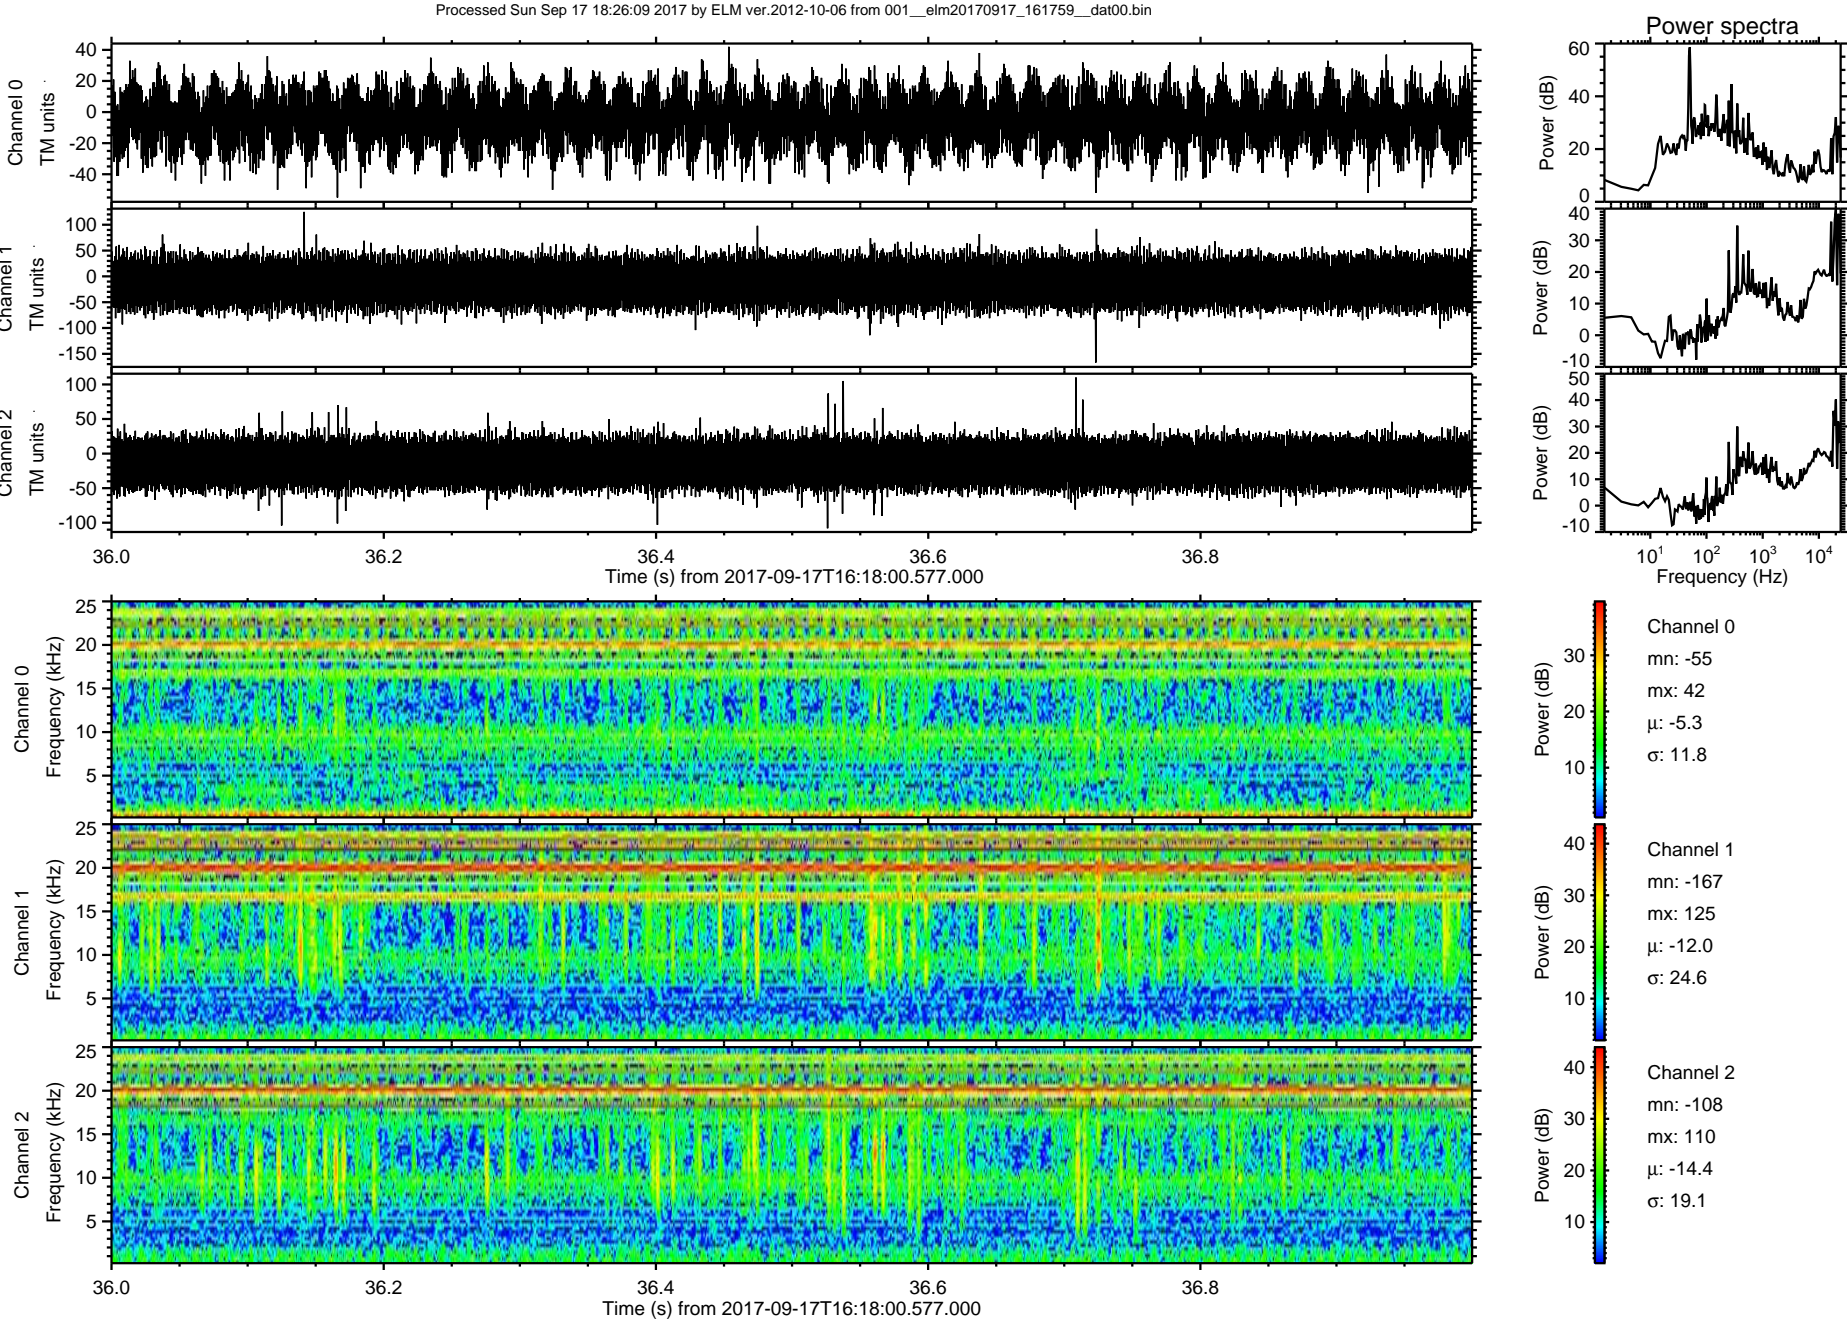 Processed Sun Sep 17 18:26:09 2017 by ELM ver.2012-10-06 from 001__elm20170917_161759__dat00.bin
Power spectra
Channel 0
TM units
40
20
0
-20
-40
Power (dB)
60
40
20
0
Channel 1
TM units
100
50
0
-50
-100
-150
Power (dB)
40
30
20
10
0
-10
Channel 2
TM units
100
50
0
-50
-100
Power (dB)
50
40
30
20
10
0
-10
36.0 36.2 36.4 36.6 36.8
Time (s) from 2017-09-17T16:18:00.577.000
10^1 10^2 10^3 10^4
Frequency (Hz)
Channel 0
Frequency (kHz)
25
20
15
10
5
Power (dB)
30
20
10
Channel 0
mn: -55
mx: 42
μ: -5.3
σ: 11.8
Channel 1
Frequency (kHz)
25
20
15
10
5
Power (dB)
40
30
20
10
Channel 1
mn: -167
mx: 125
μ: -12.0
σ: 24.6
Channel 2
Frequency (kHz)
25
20
15
10
5
Power (dB)
40
30
20
10
Channel 2
mn: -108
mx: 110
μ: -14.4
σ: 19.1
36.0 36.2 36.4 36.6 36.8
Time (s) from 2017-09-17T16:18:00.577.000